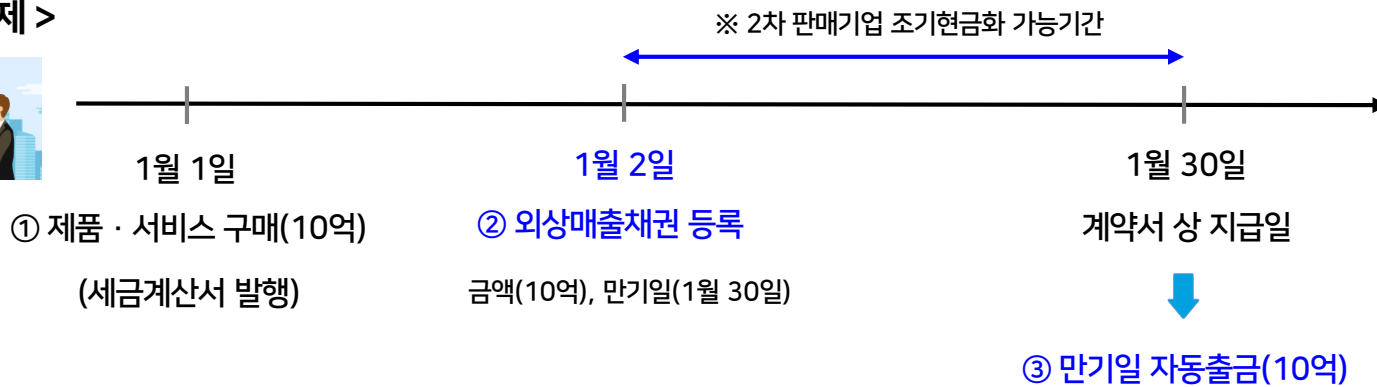 제 >
※ 2차 판매기업 조기현금화 가능기간
1월 1일
1월 2일
1월 30일
① 제품 · 서비스 구매(10억)
② 외상매출채권 등록
계약서 상 지급일
(세금계산서 발행)
금액(10억), 만기일(1월 30일)
③ 만기일 자동출금(10억)